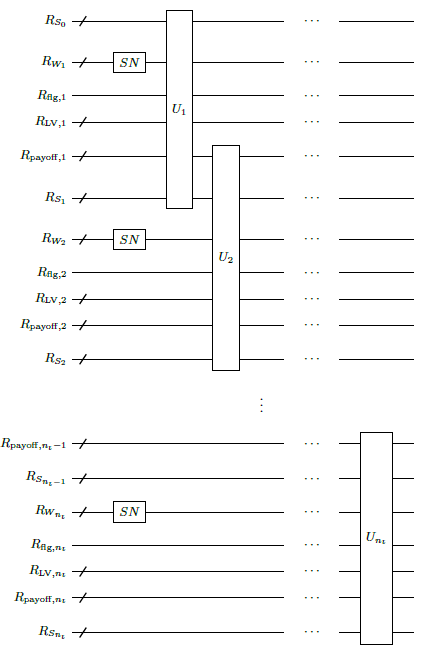 R_{S_0}
R_{W_1} SN
R_{flg,1}
U_1
R_{LV,1}
R_{payoff,1}
R_{S_1}
R_{W_2} SN
U_2
R_{flg,2}
R_{LV,2}
R_{payoff,2}
R_{S_2}
R_{payoff,n_t-1}
R_{S_{n_t-1}}
R_{W_{n_t}} SN
U_{n_t}
R_{flg,n_t}
R_{LV,n_t}
R_{payoff,n_t}
R_{S_{n_t}}